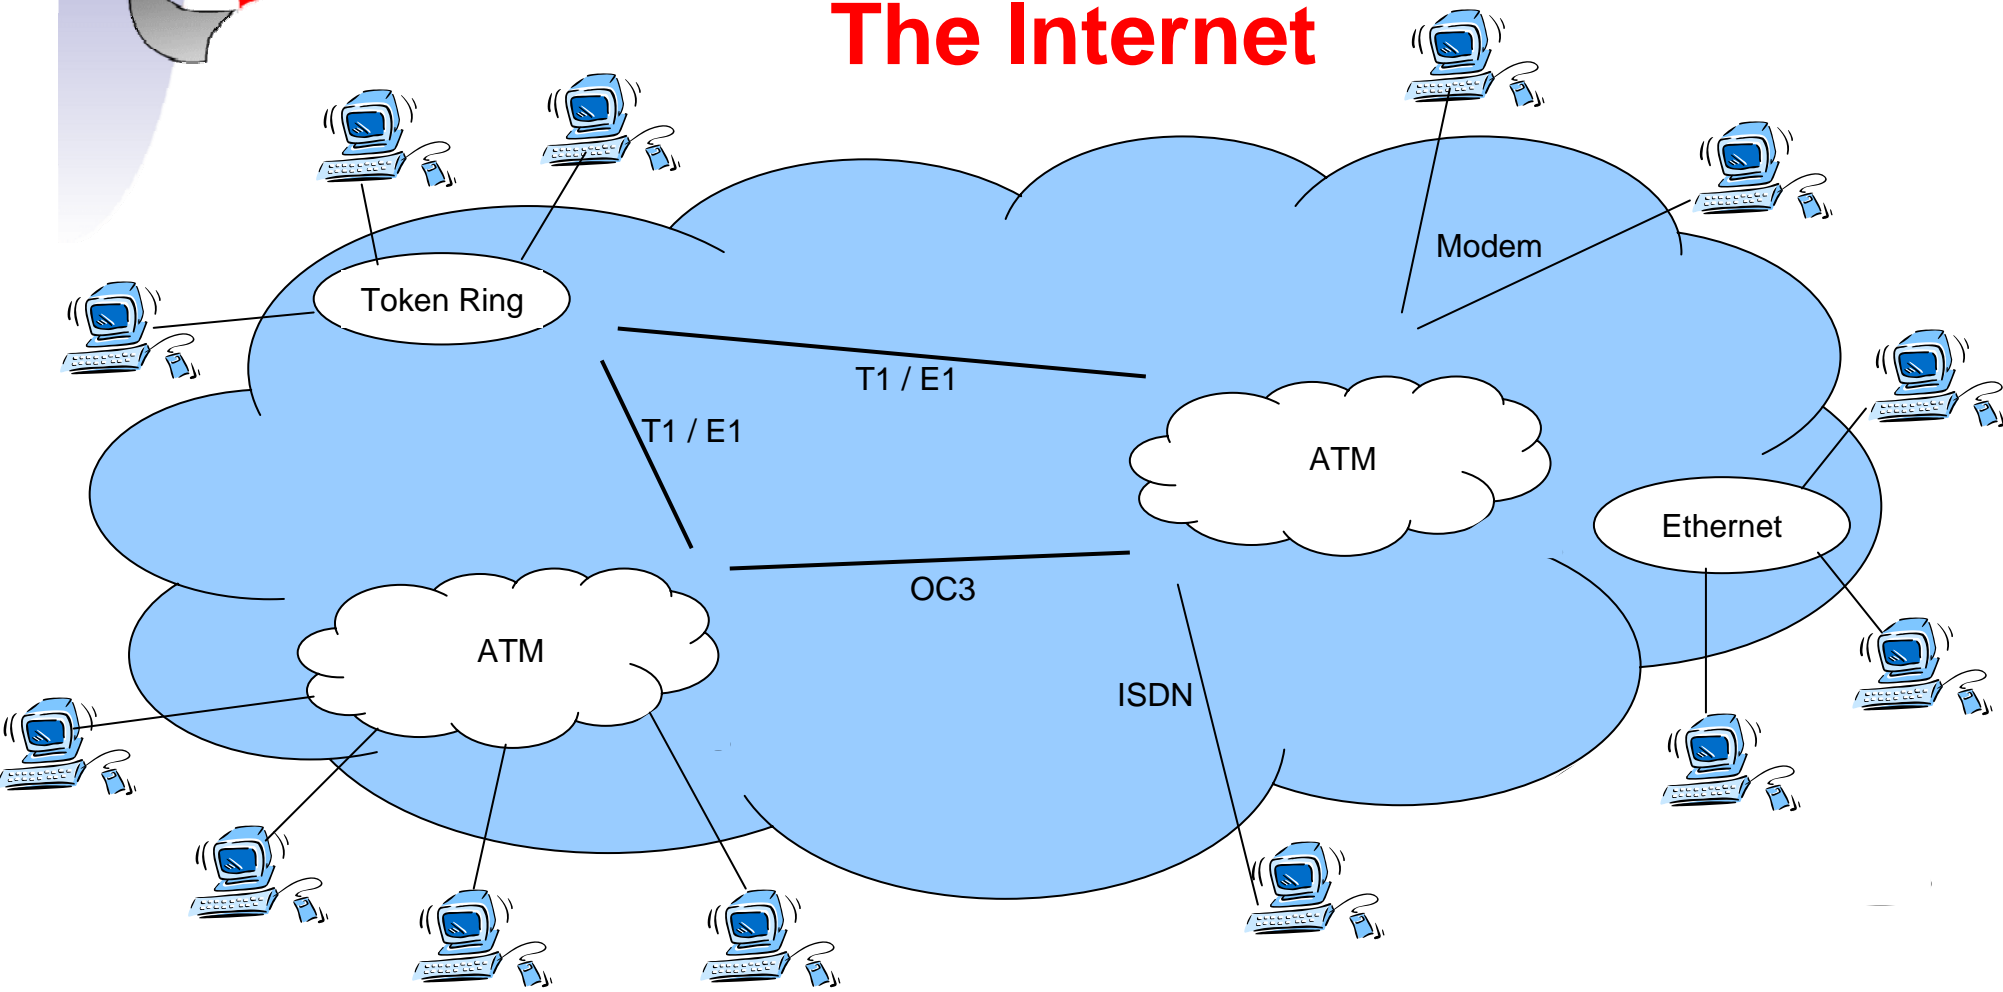 The Internet
Modem
Token Ring
T1 / E1
T1 / E1
ATM
Ethernet
OC3
ATM
ISDN